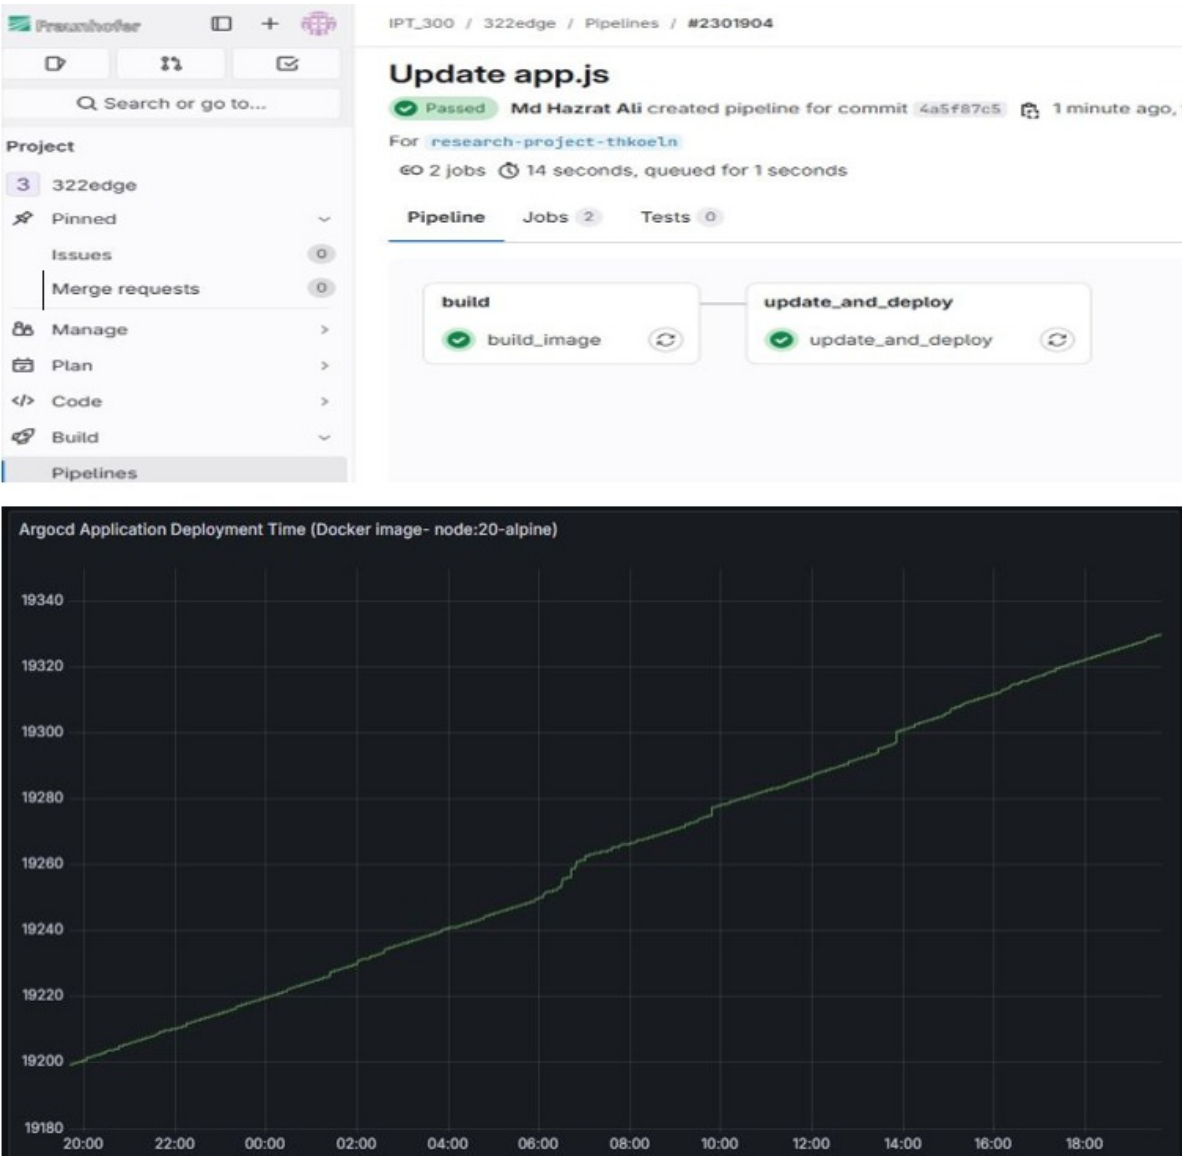 Fraunhofer
Search or go to...
Project
3 322edge
Pinned
Issues 0
Merge requests 0
Manage
Plan
Code
Build
Pipelines
IPT_300 / 322edge / Pipelines / #2301904
Update app.js
Passed Md Hazrat Ali created pipeline for commit 4a5f87c5 1 minute ago,
For research-project-thkoeln
2 jobs 14 seconds, queued for 1 seconds
Pipeline Jobs 2 Tests 0
build update_and_deploy
build_image update_and_deploy
Argocd Application Deployment Time (Docker image- node:20-alpine)
19340
19320
19300
19280
19260
19240
19220
19200
19180
20:00 22:00 00:00 02:00 04:00 06:00 08:00 10:00 12:00 14:00 16:00 18:00